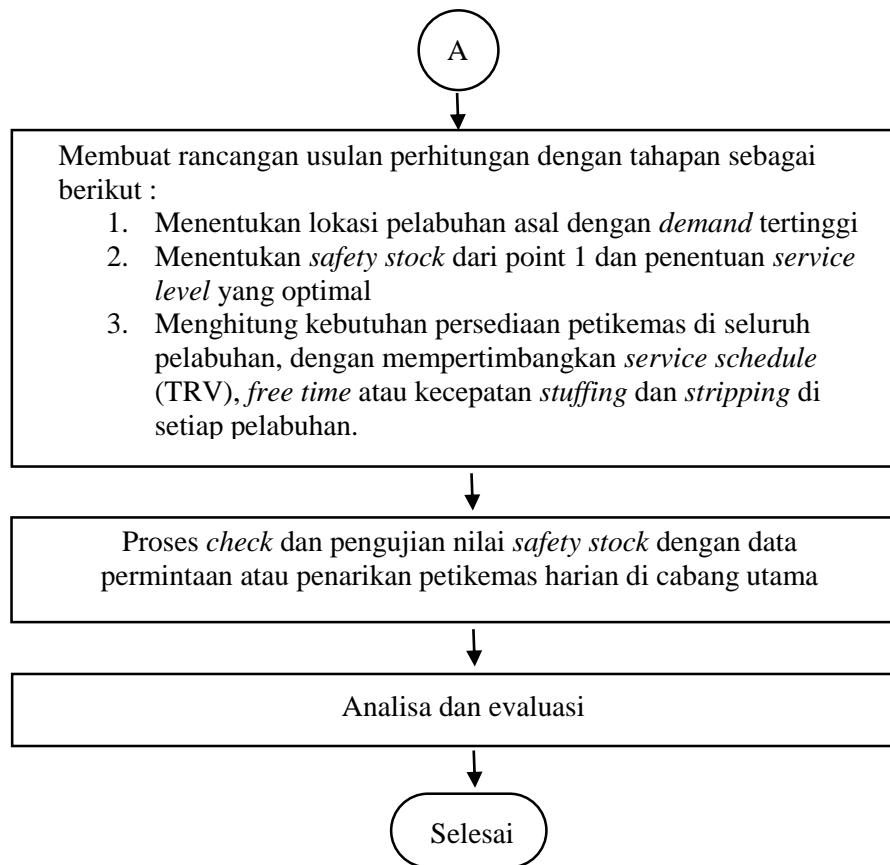 A
Membuat rancangan usulan perhitungan dengan tahapan sebagai
berikut :
1. Menentukan lokasi pelabuhan asal dengan demand tertinggi
2. Menentukan safety stock dari point 1 dan penentuan service
level yang optimal
3. Menghitung kebutuhan persediaan petikemas di seluruh
pelabuhan, dengan mempertimbangkan service schedule
(TRV), free time atau kecepatan stuffing dan stripping di
setiap pelabuhan.
Proses check dan pengujian nilai safety stock dengan data
permintaan atau penarikan petikemas harian di cabang utama
Analisa dan evaluasi
Selesai